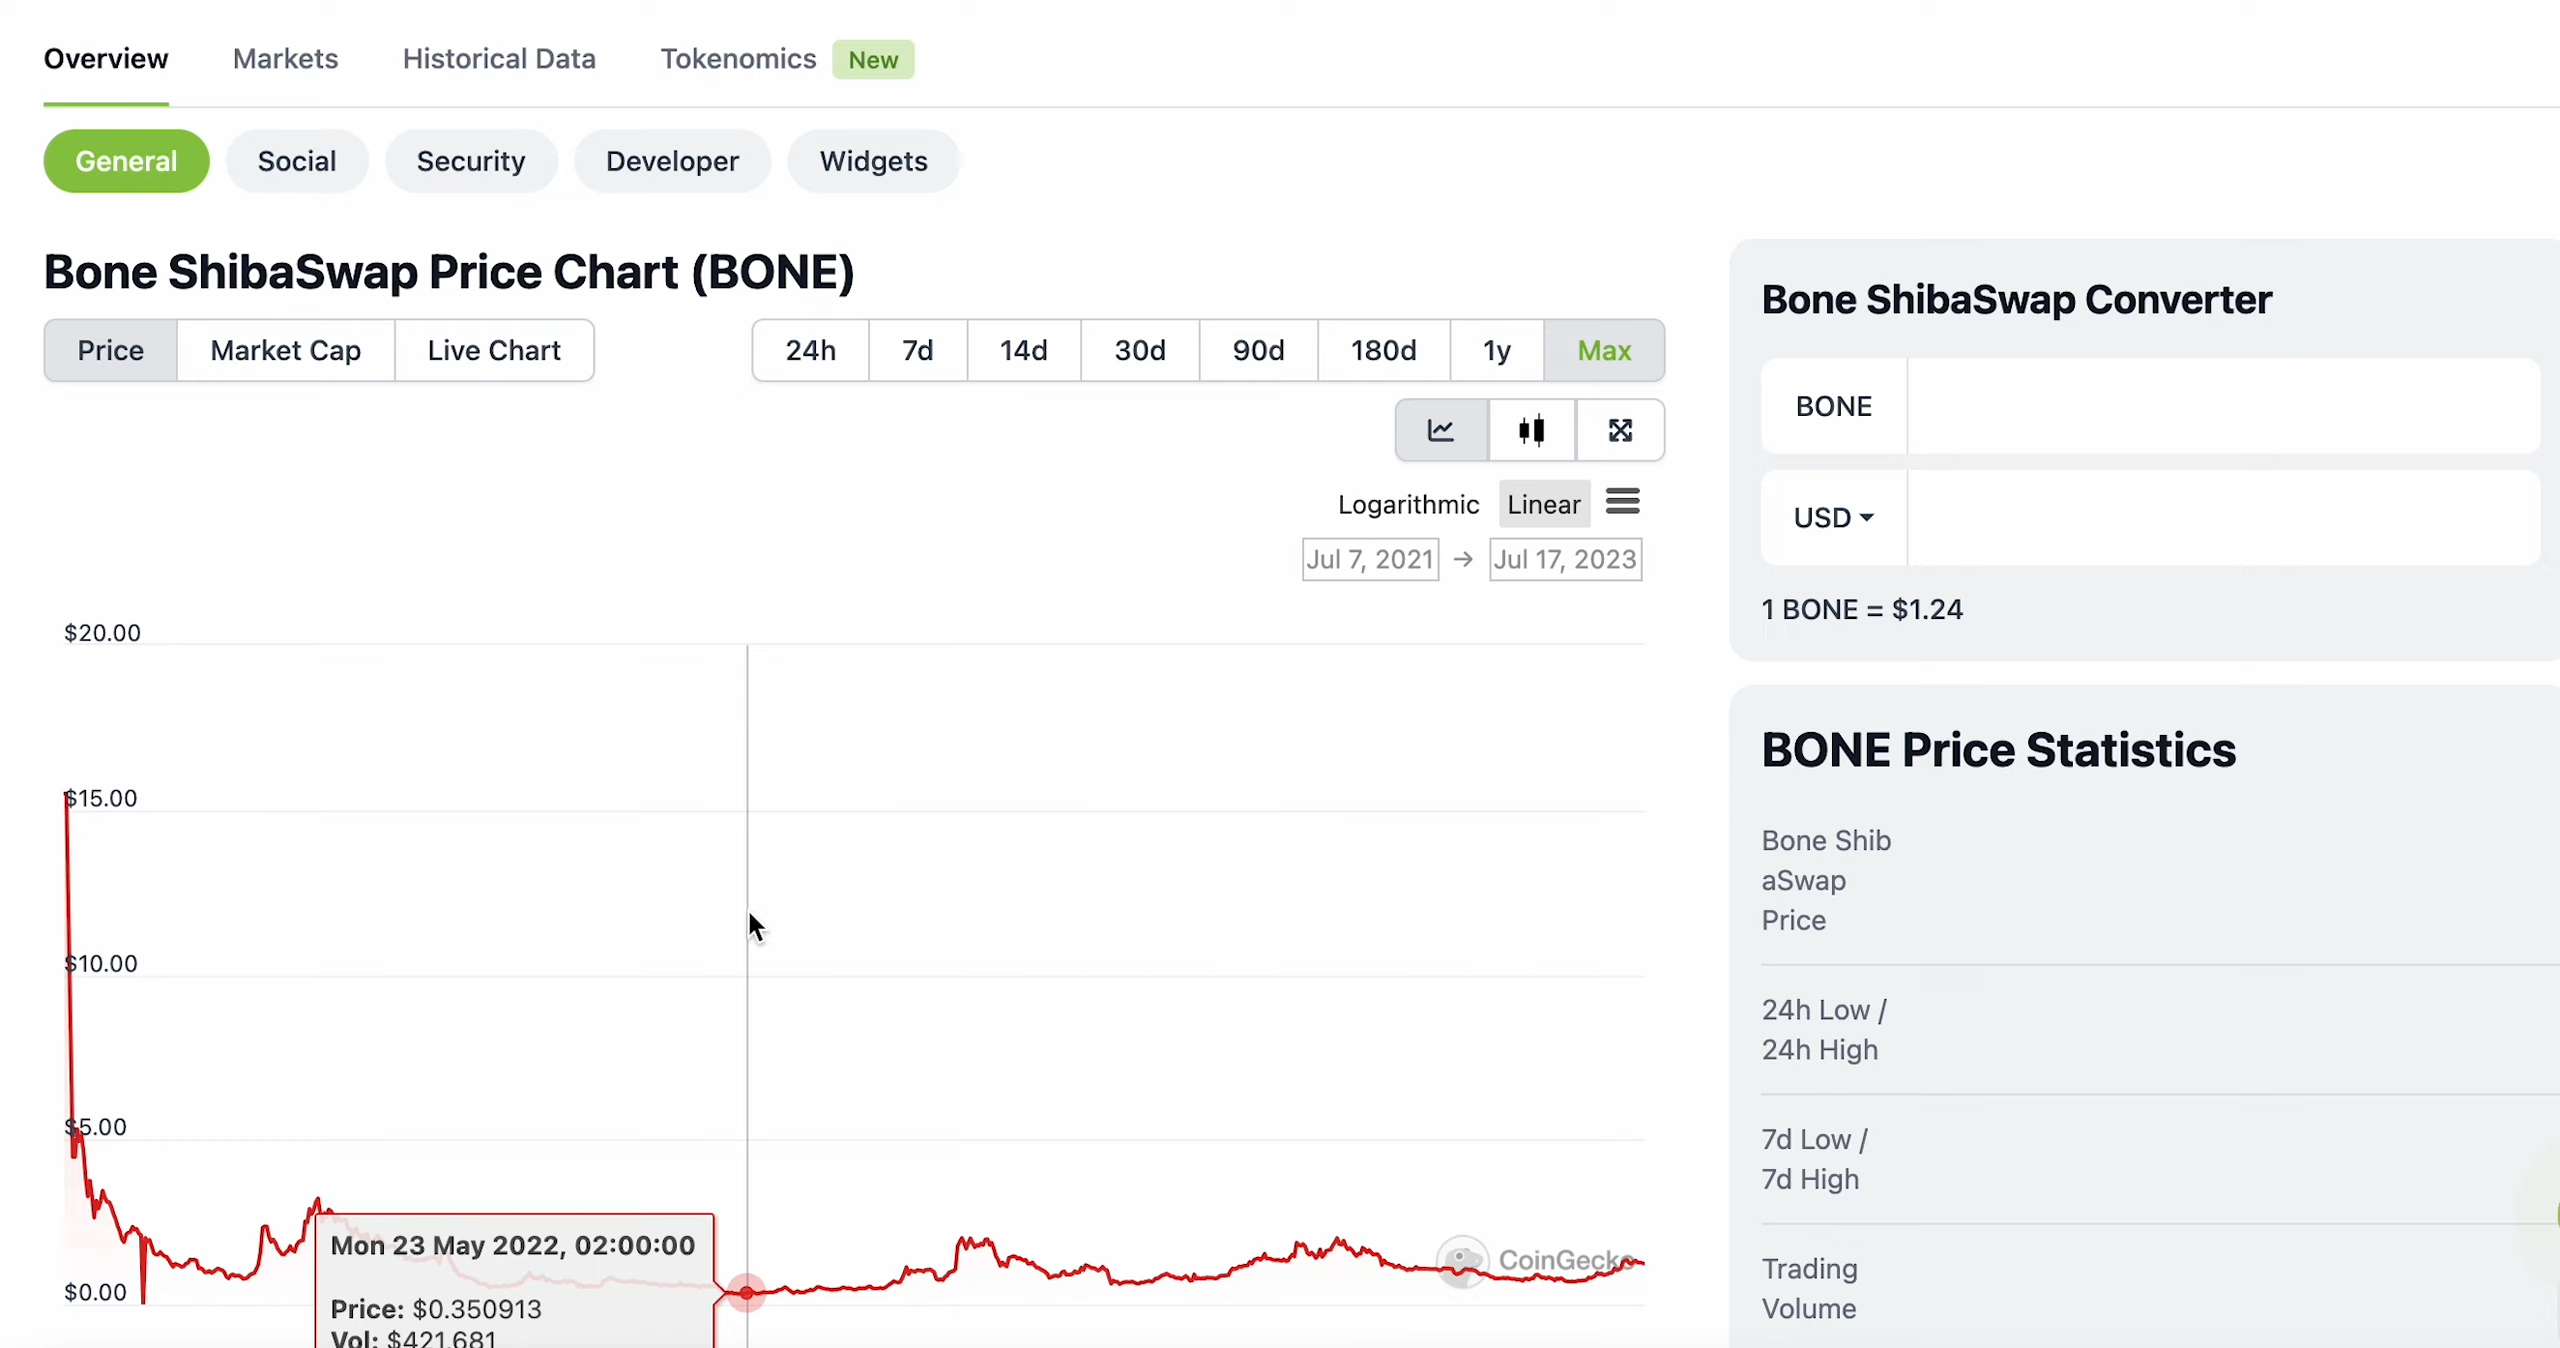 Overview Markets Historical Data Tokenomics New
General Social Security Developer Widgets
Bone ShibaSwap Price Chart (BONE)
Price Market Cap Live Chart 24h 7d 14d 30d 90d 180d 1y Max
Logarithmic Linear
Jul 7, 2021 → Jul 17, 2023
$20.00
$15.00
$10.00
$5.00
$0.00
Mon 23 May 2022, 02:00:00
Price: $0.350913
Vol: $421,681
CoinGecko
Bone ShibaSwap Converter
BONE
USD
1 BONE = $1.24
BONE Price Statistics
Bone Shib
aSwap
Price
24h Low /
24h High
7d Low /
7d High
Trading
Volume